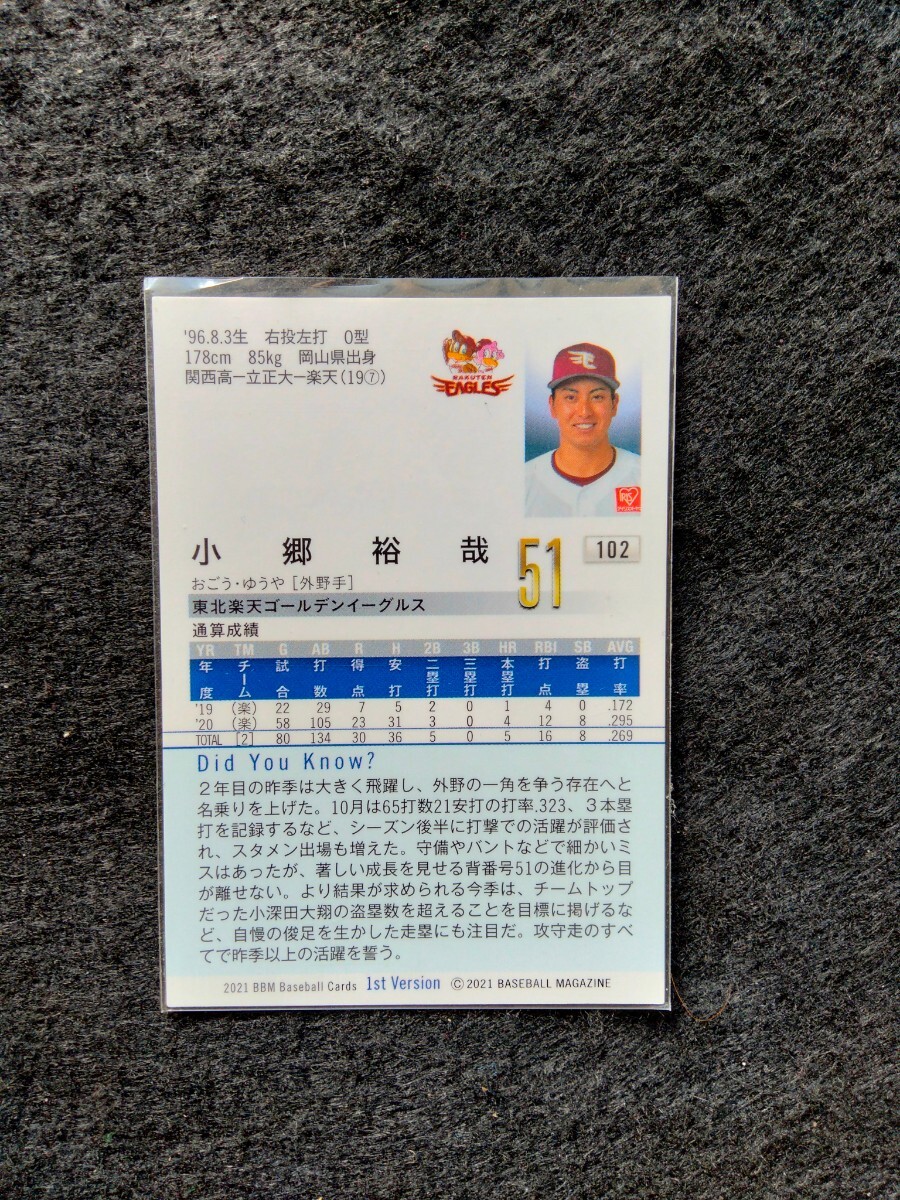 '96.8.3生 右投左打 O型
178cm 85kg 岡山県出身
関西高ー立正大ー楽天(19⑦)
RAKUTEN
EAGLES
IRIS
小郷裕哉
51
102
おごう・ゆうや [外野手]
東北楽天ゴールデンイーグルス
通算成績
YR TM G AB R H 2B 3B HR RBI SB AVG
年度 チーム 試合 打数 得点 安打 二塁打 三塁打 本塁打 打点 盗塁 打率
'19 (楽) 22 29 7 5 2 0 1 4 0 .172
'20 (楽) 58 105 23 31 3 0 4 12 8 .295
TOTAL [2] 80 134 30 36 5 0 5 16 8 .269
Did You Know?
2年目の昨季は大きく飛躍し、外野の一角を争う存在へと
名乗りを上げた。10月は65打数21安打の打率.323、3本塁
打を記録するなど、シーズン後半に打撃での活躍が評価さ
れ、スタメン出場も増えた。守備やバントなどで細かいミ
スはあったが、著しい成長を見せる背番号51の進化から目
が離せない。より結果が求められる今季は、チームトップ
だった小深田大翔の盗塁数を超えることを目標に掲げるな
ど、自慢の俊足を生かした走塁にも注目だ。攻守走のすべ
てで昨季以上の活躍を誓う。
2021 BBM Baseball Cards 1st Version ©2021 BASEBALL MAGAZINE